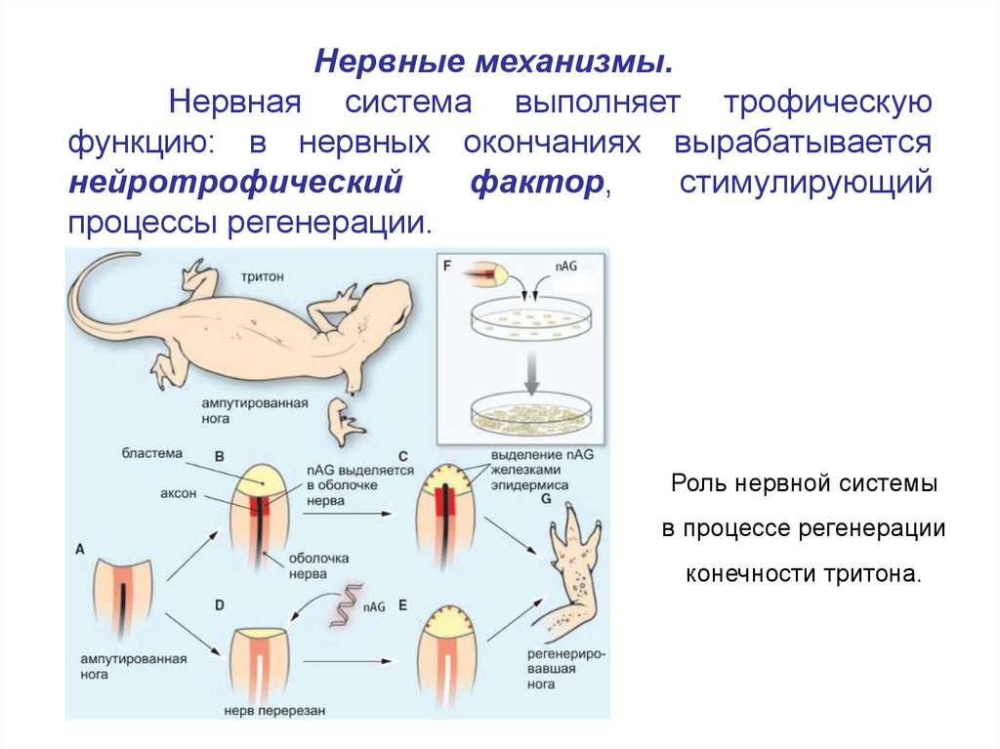 Нервные механизмы.
Нервная система выполняет трофическую
функцию: в нервных окончаниях вырабатывается
нейротрофический фактор, стимулирующий
процессы регенерации.
тритон
ампутированная
нога
F
nAG
бластема
B
аксон
nAG выделяется
в оболочке
нерва
C
выделение nAG
железками
эпидермиса
G
оболочка
нерва
A
ампутированная
нога
D
nAG
E
нерв перерезан
регенериро-
вавшая
нога
Роль нервной системы
в процессе регенерации
конечности тритона.